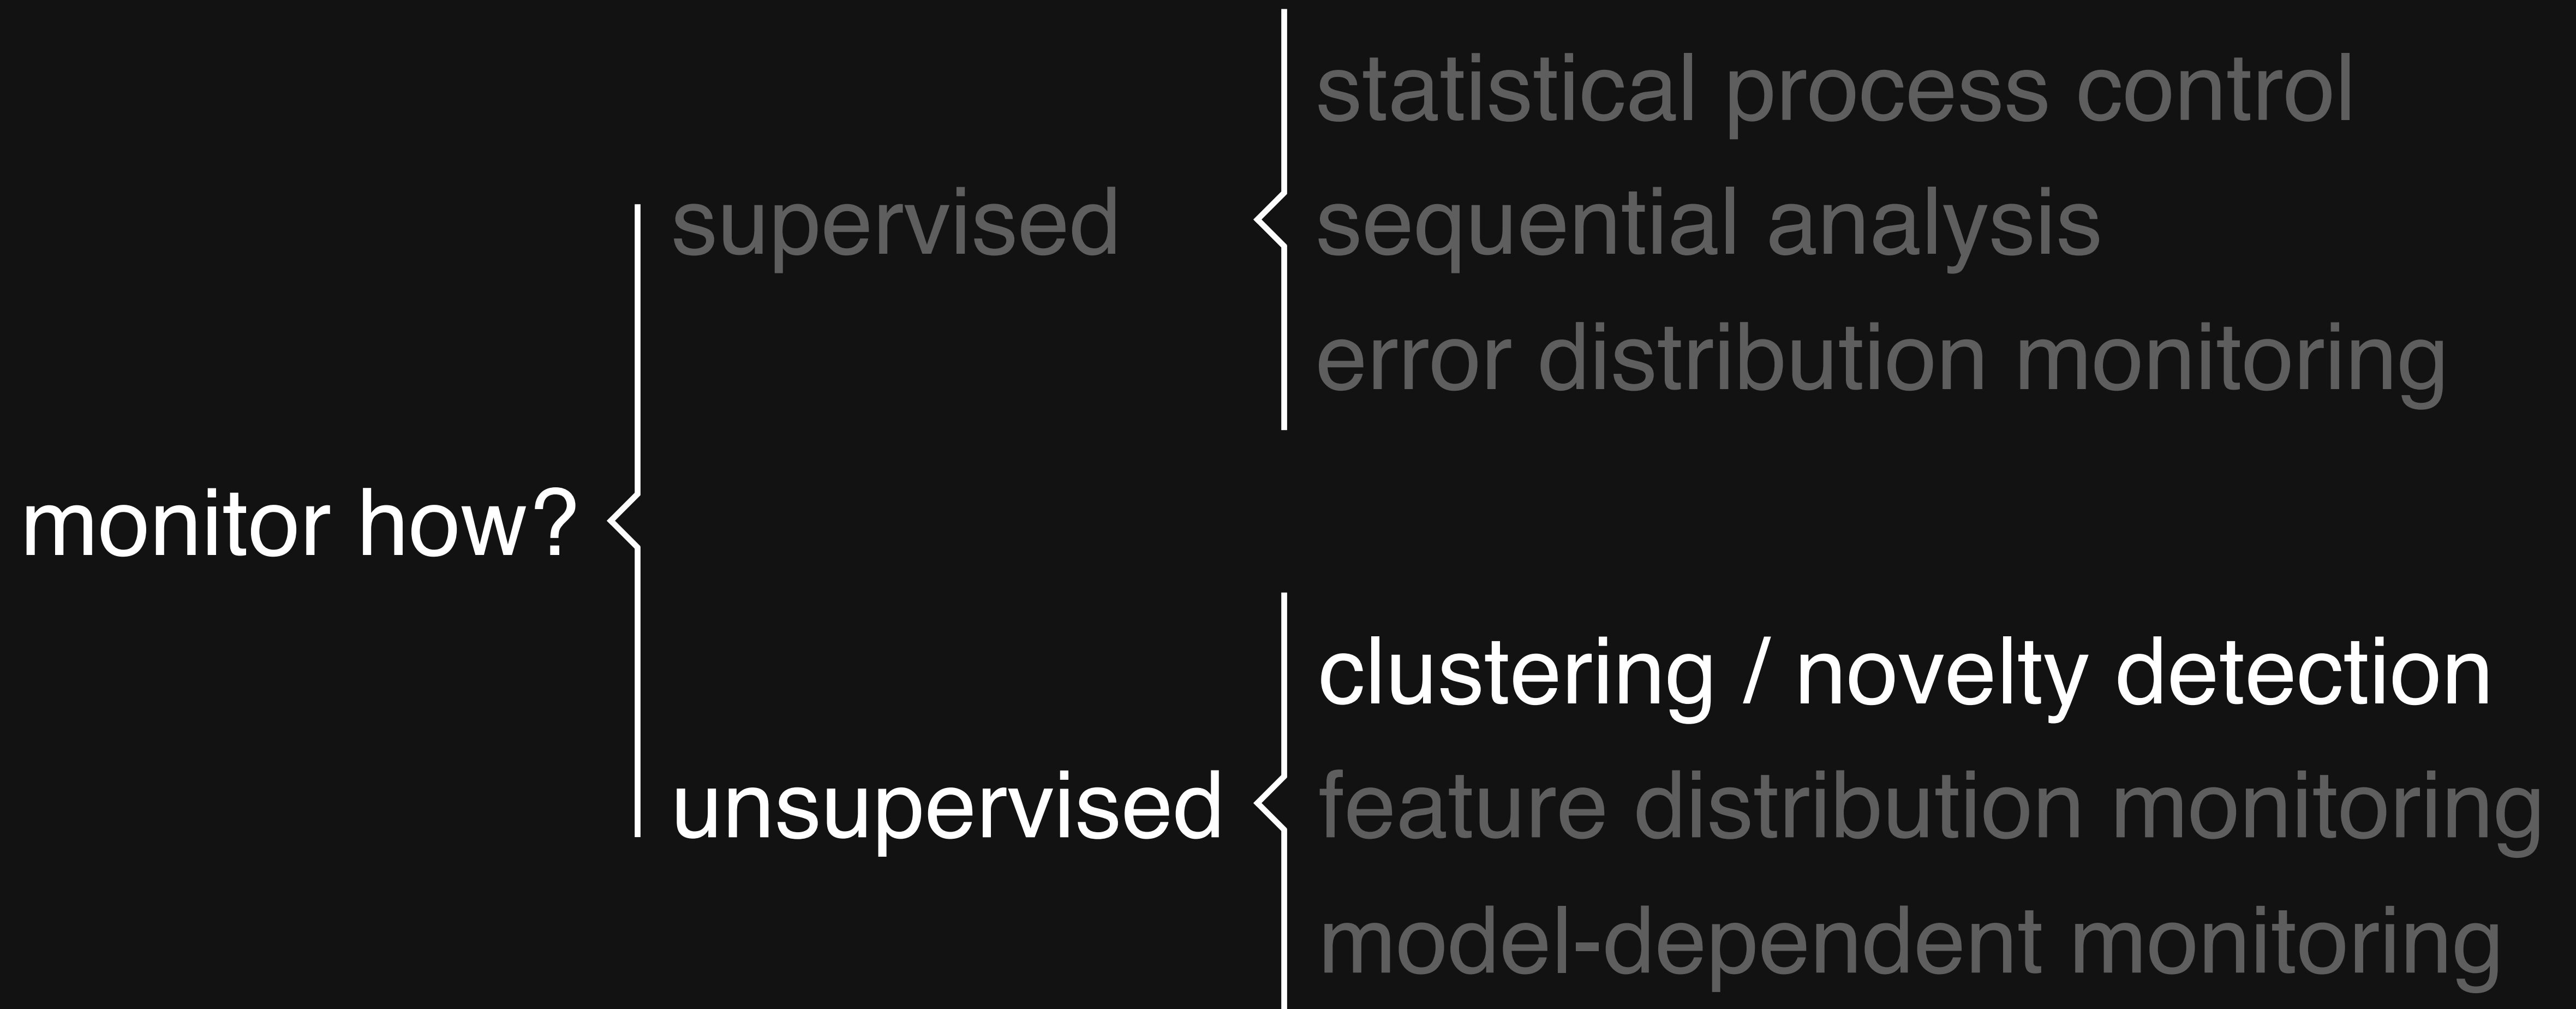 statistical process control
supervised
sequential analysis
error distribution monitoring
monitor how?
clustering / novelty detection
unsupervised
feature distribution monitoring
model-dependent monitoring